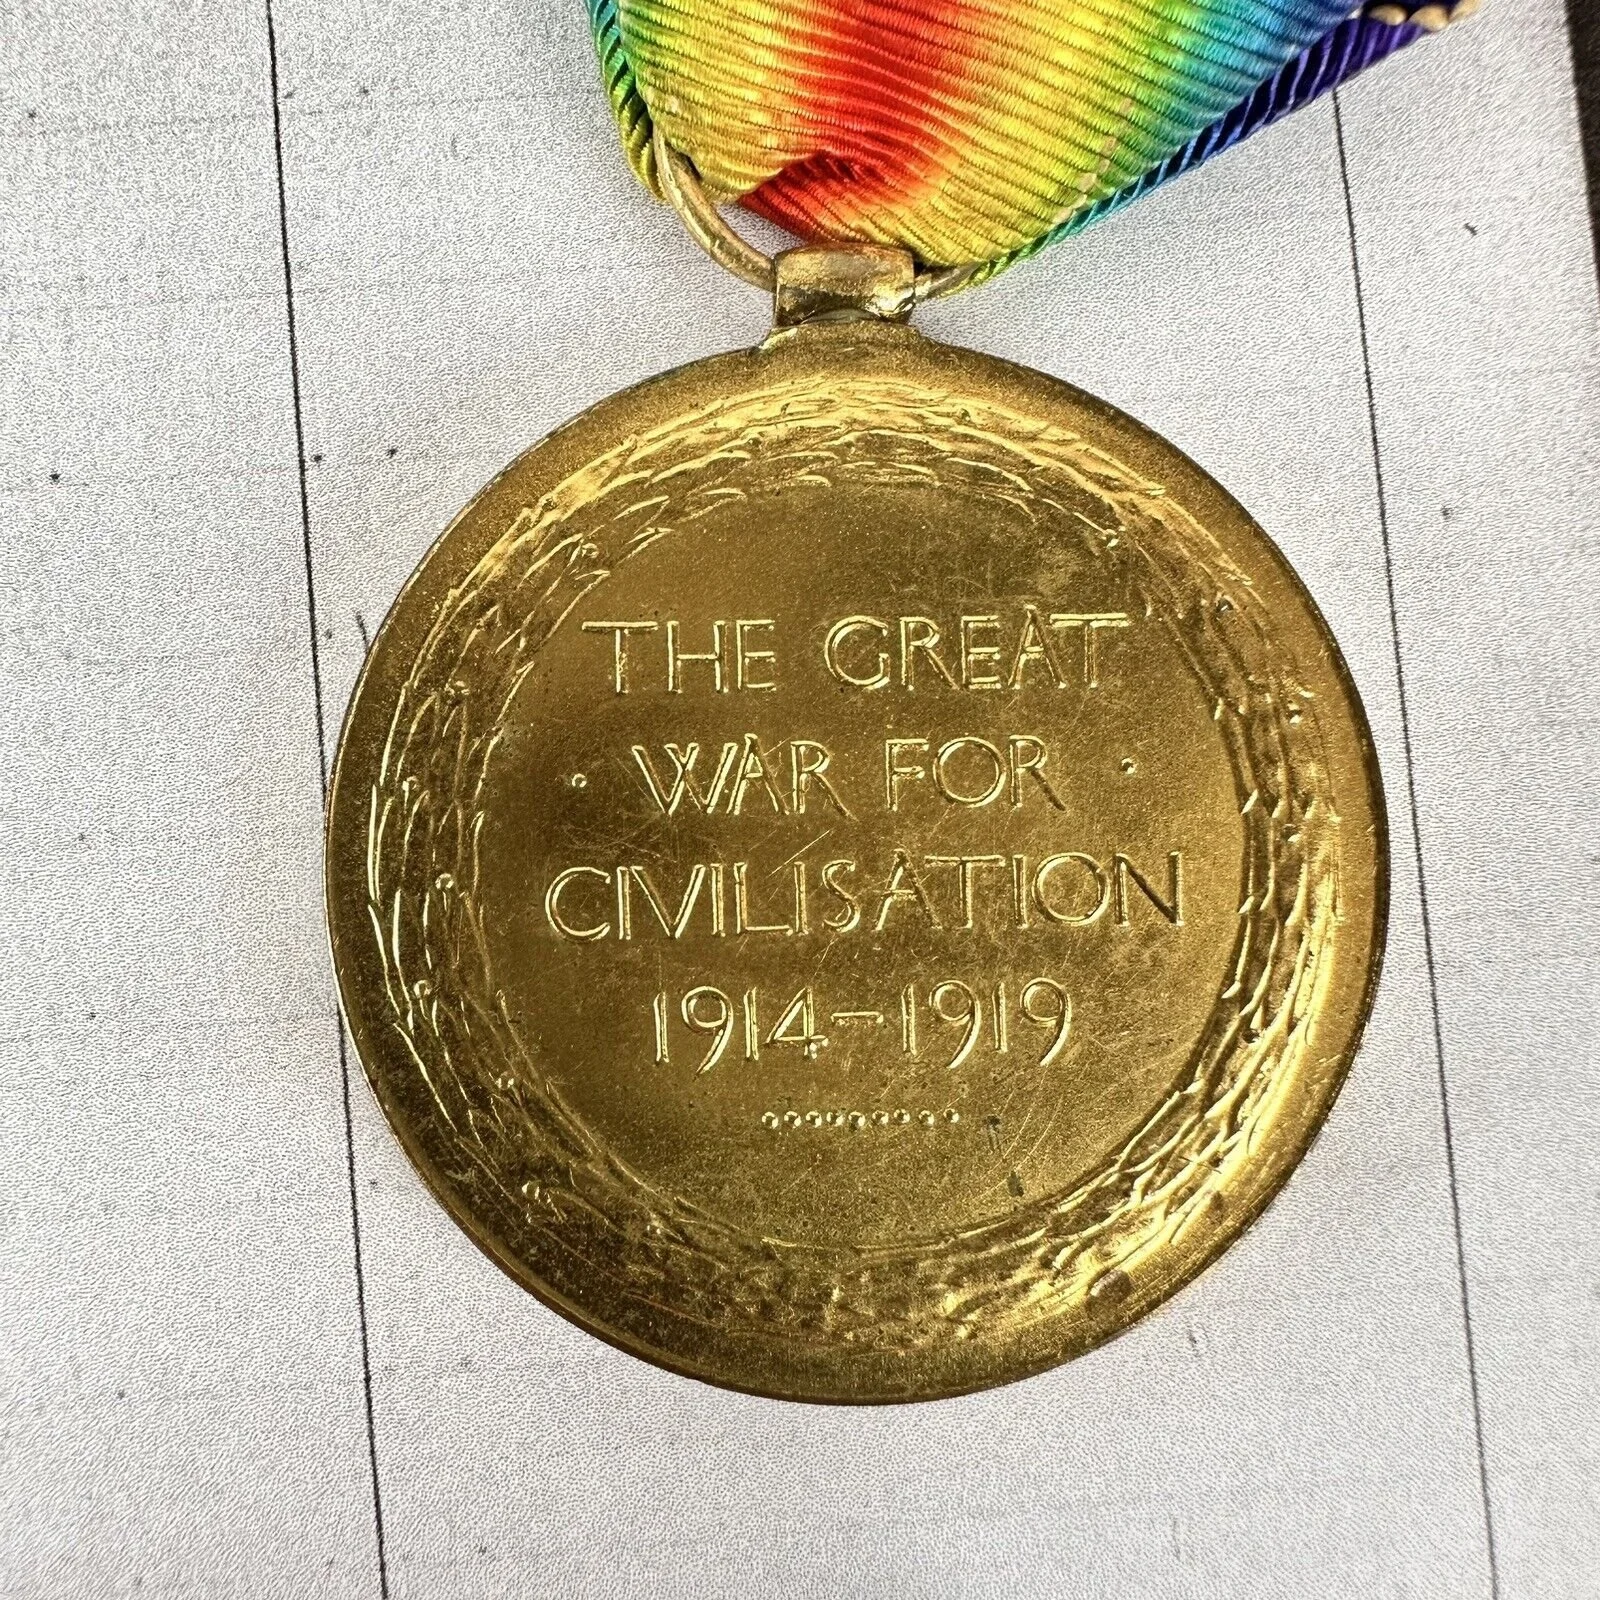 THE GREAT
· WAR FOR ·
CIVILISATION
1914-1919